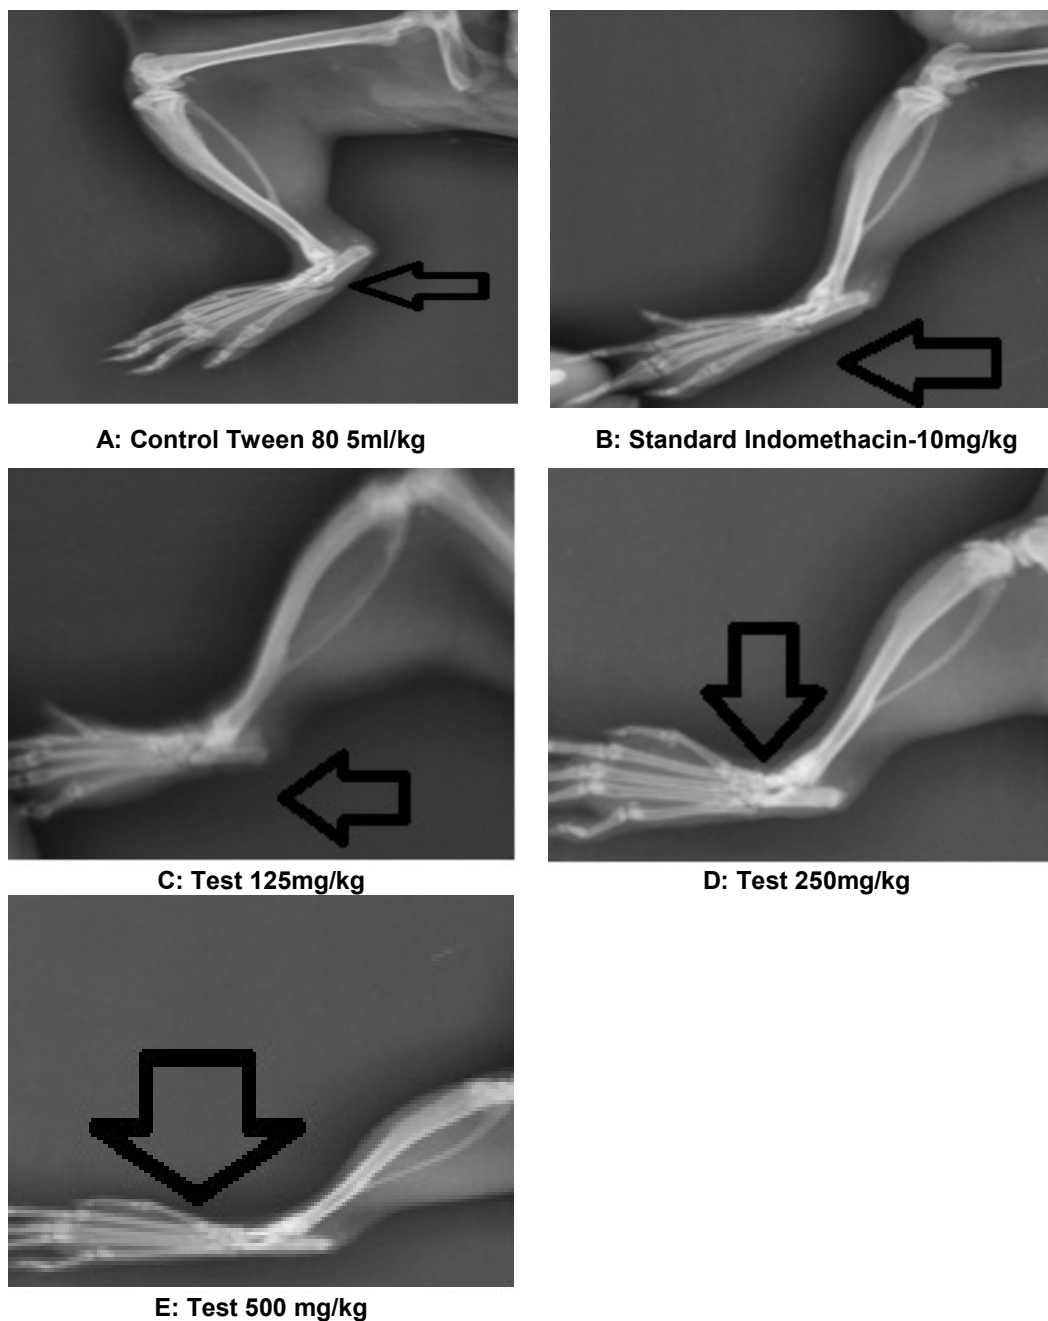 A: Control Tween 80 5ml/kg
B: Standard Indomethacin-10mg/kg
C: Test 125mg/kg
D: Test 250mg/kg
E: Test 500 mg/kg